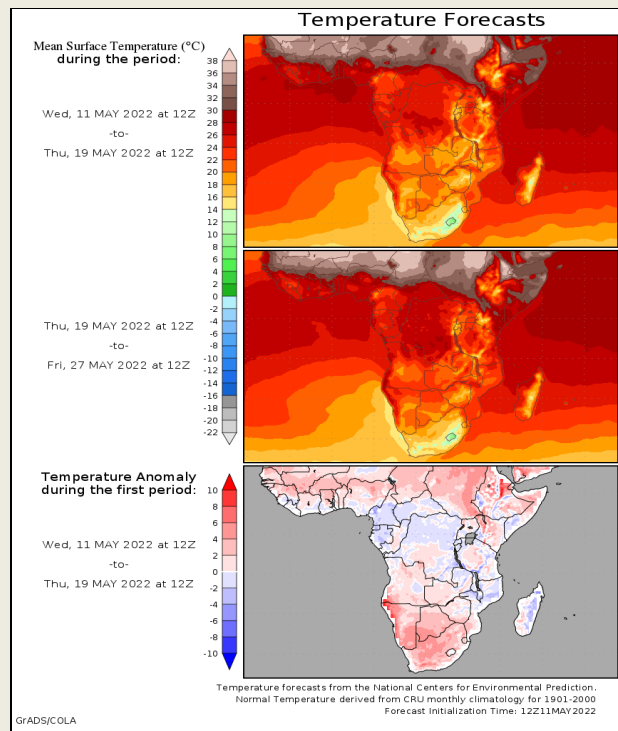 Temperature Forecasts
Mean Surface Temperature (°C)
during the period:
Wed, 11 MAY 2022 at 12Z
-to-
Thu, 19 MAY 2022 at 12Z
38
36
34
32
30
28
26
24
22
20
18
16
14
12
10
8
6
4
2
0
-2
-4
-6
-8
-10
-12
-14
-16
-18
-20
-22
Thu, 19 MAY 2022 at 12Z
-to-
Fri, 27 MAY 2022 at 12Z
Temperature Anomaly
during the first period:
Wed, 11 MAY 2022 at 12Z
-to-
Thu, 19 MAY 2022 at 12Z
10
8
6
4
2
0
-2
-4
-6
-8
-10
Temperature forecasts from the National Centers for Environmental Prediction.
Normal Temperature derived from CRU monthly climatology for 1901-2000
Forecast Initialization Time: 12Z11MAY2022
GrADS/COLA